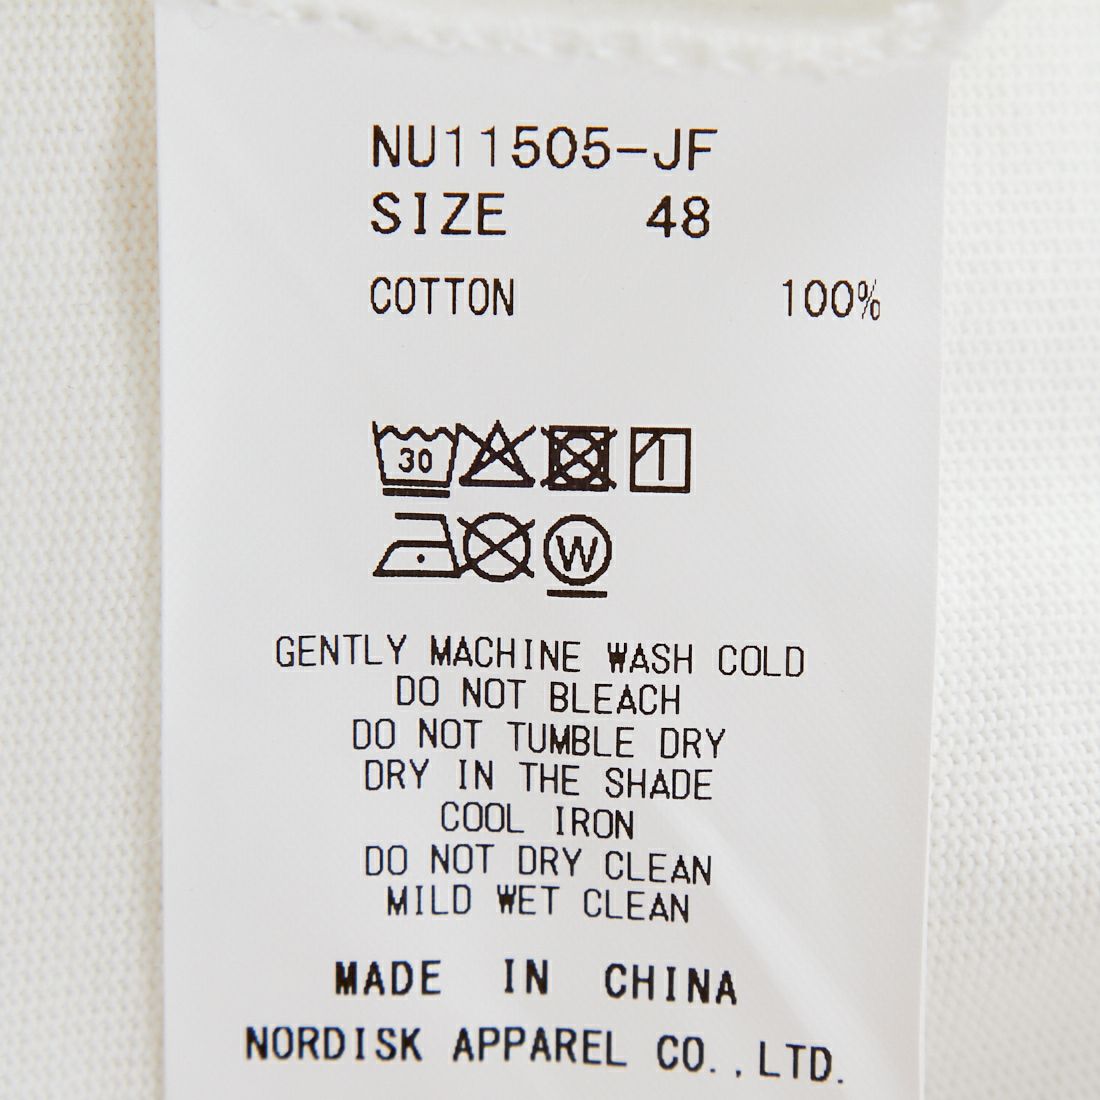 NU11505-JF
SIZE 48
COTTON 100%
30
W
GENTLY MACHINE WASH COLD
DO NOT BLEACH
DO NOT TUMBLE DRY
DRY IN THE SHADE
COOL IRON
DO NOT DRY CLEAN
MILD WET CLEAN
MADE IN CHINA
NORDISK APPAREL CO.,LTD.